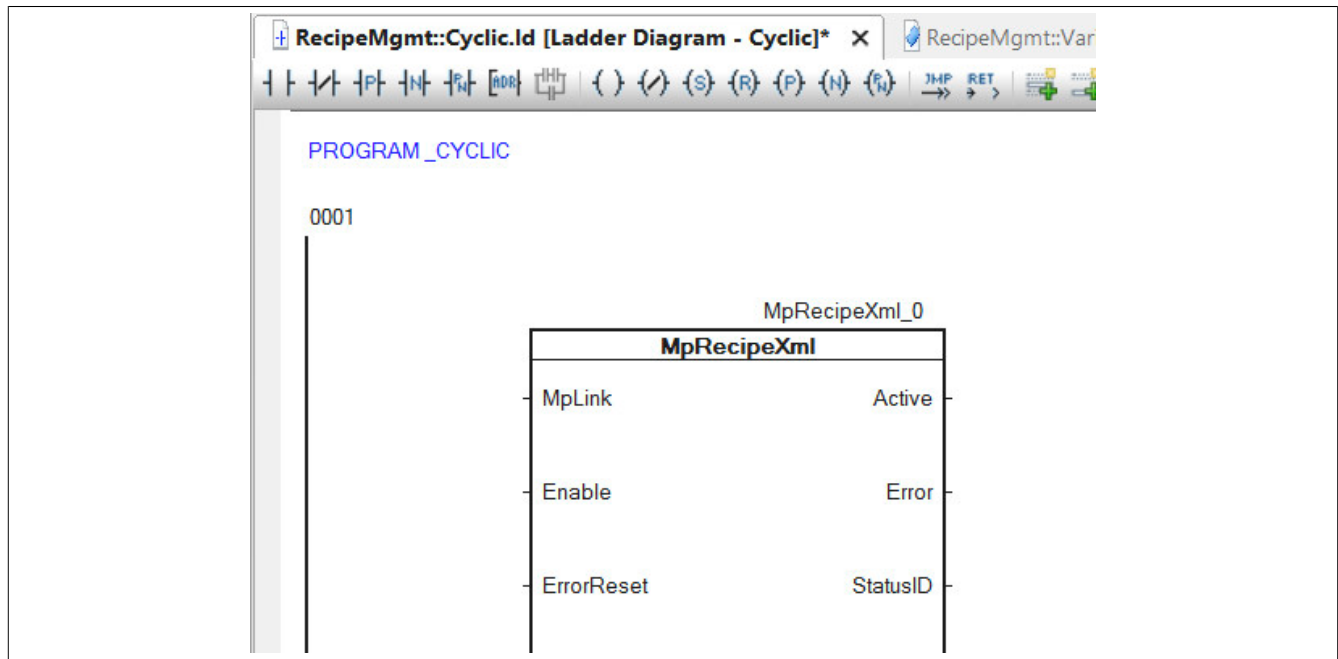 RecipeMgmt::Cyclic.ld [Ladder Diagram - Cyclic]* X RecipeMgmt::Var
P N P N ADR S R P N P N JMP RET
PROGRAM _CYCLIC
0001
MpRecipeXml_0
MpRecipeXml
MpLink Active
Enable Error
ErrorReset StatusID